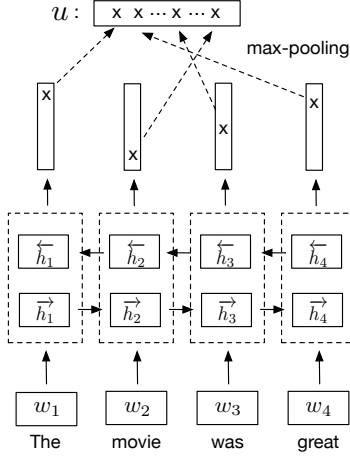 u : x x ... x ... x
max-pooling
x x x x
←h₁ ←h₂ ←h₃ ←h₄
→h₁ →h₂ →h₃ →h₄
w₁ w₂ w₃ w₄
The movie was great